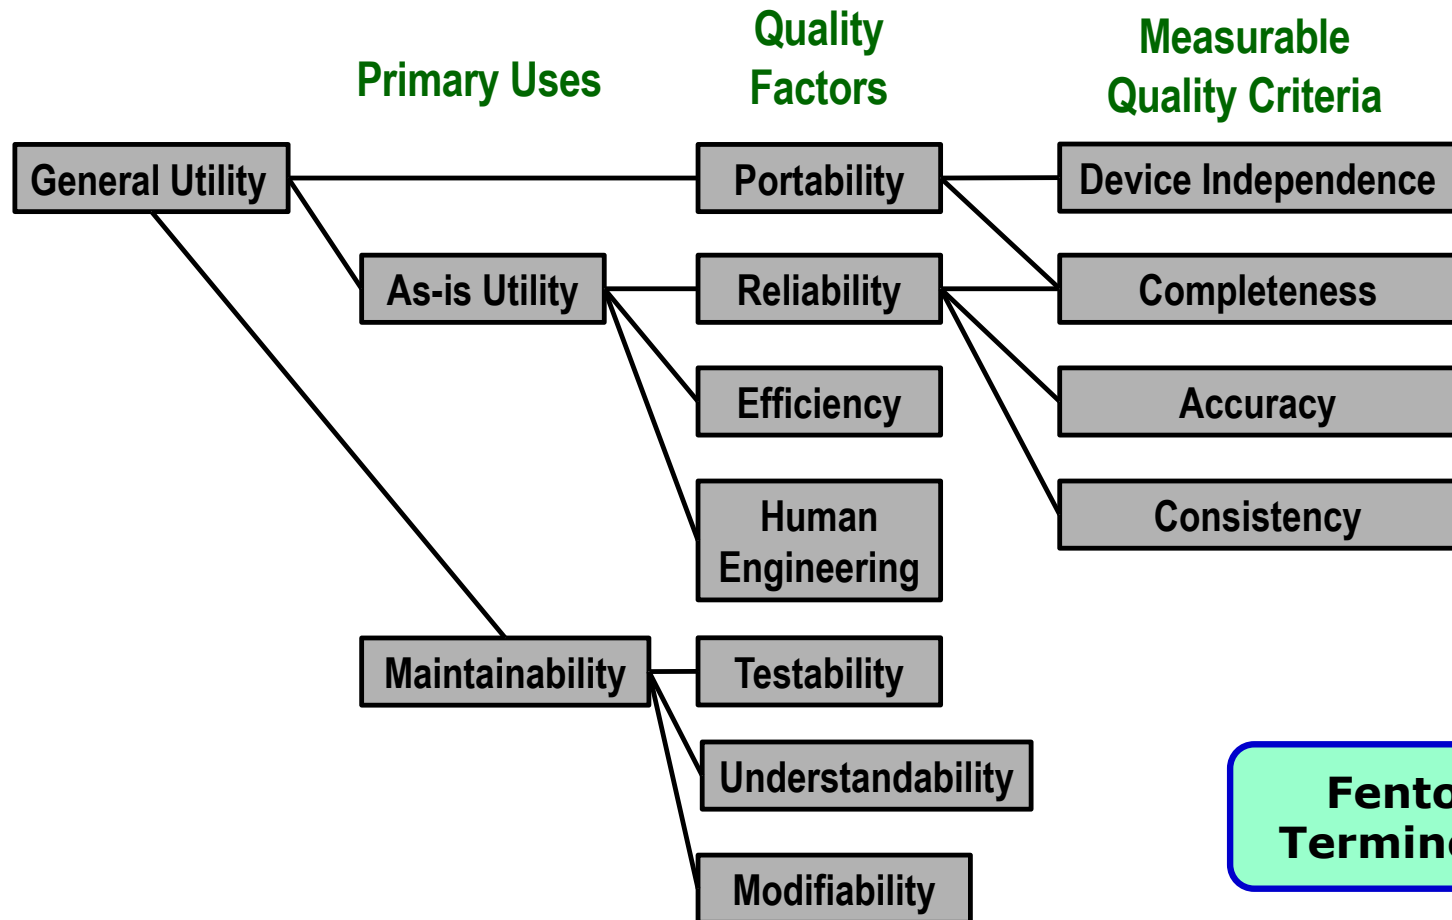 Primary Uses
Quality
Factors
Measurable
Quality Criteria
General Utility
Portability
Device Independence
As-is Utility
Reliability
Completeness
Efficiency
Accuracy
Human
Engineering
Consistency
Maintainability
Testability
Understandability
Modifiability